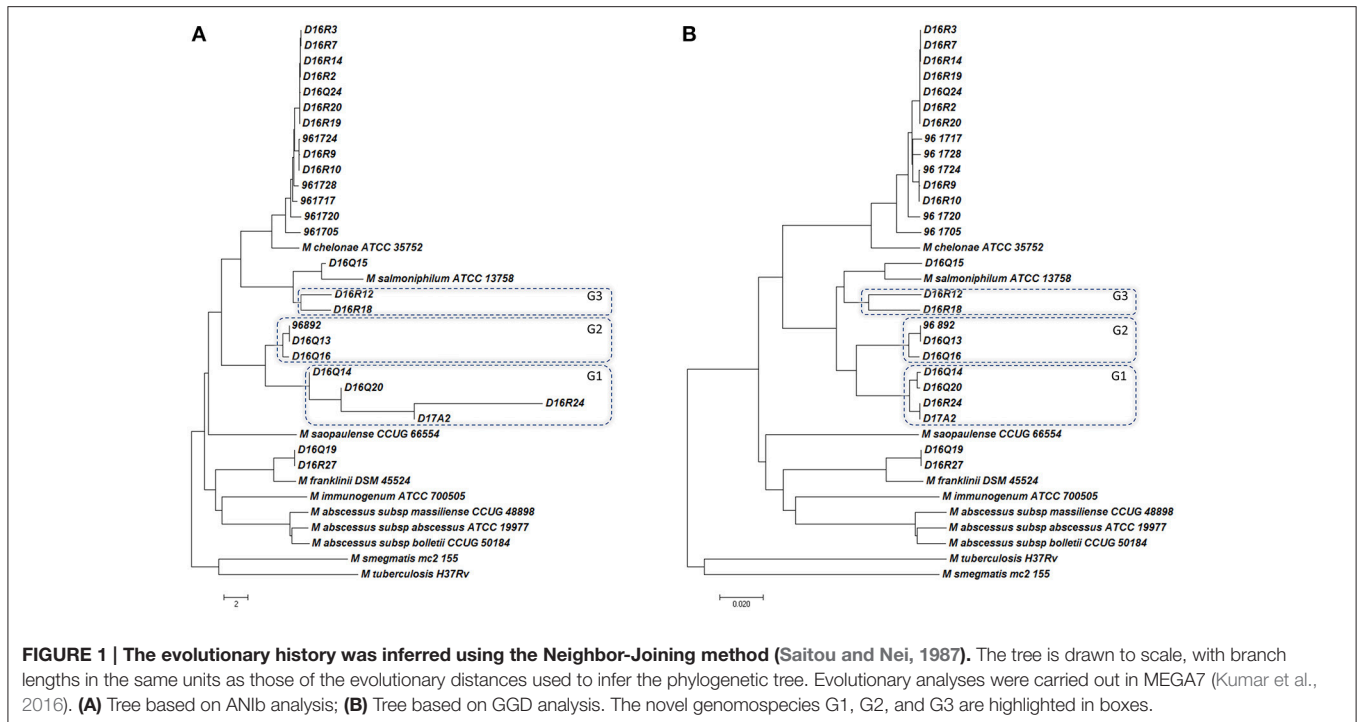 A
D16R3
D16R7
D16R14
D16R2
D16Q24
D16R20
D16R19
961724
D16R9
D16R10
961728
961717
961720
961705
M chelonae ATCC 35752
D16Q15
M salmoniphilum ATCC 13758
D16R12
G3
D16R18
96892
G2
D16Q13
D16Q16
D16Q14
G1
D16Q20
D16R24
D17A2
M saopaulense CCUG 66554
D16Q19
D16R27
M franklinii DSM 45524
M immunogenum ATCC 700505
M abscessus subsp massiliense CCUG 48898
M abscessus subsp abscessus ATCC 19977
M abscessus subsp bolletii CCUG 50184
M smegmatis mc2 155
M tuberculosis H37Rv
2
B
D16R3
D16R7
D16R14
D16R19
D16Q24
D16R2
D16R20
96 1717
96 1728
96 1724
D16R9
D16R10
96 1720
96 1705
M chelonae ATCC 35752
D16Q15
M salmoniphilum ATCC 13758
D16R12
G3
D16R18
96 892
G2
D16Q13
D16Q16
D16Q14
G1
D16Q20
D16R24
D17A2
M saopaulense CCUG 66554
D16Q19
D16R27
M franklinii DSM 45524
M immunogenum ATCC 700505
M abscessus subsp massiliense CCUG 48898
M abscessus subsp abscessus ATCC 19977
M abscessus subsp bolletii CCUG 50184
M tuberculosis H37Rv
M smegmatis mc2 155
0.020
FIGURE 1 | The evolutionary history was inferred using the Neighbor-Joining method (Saitou and Nei, 1987). The tree is drawn to scale, with branch
lengths in the same units as those of the evolutionary distances used to infer the phylogenetic tree. Evolutionary analyses were carried out in MEGA7 (Kumar et al.,
2016). (A) Tree based on ANIb analysis; (B) Tree based on GGD analysis. The novel genomospecies G1, G2, and G3 are highlighted in boxes.